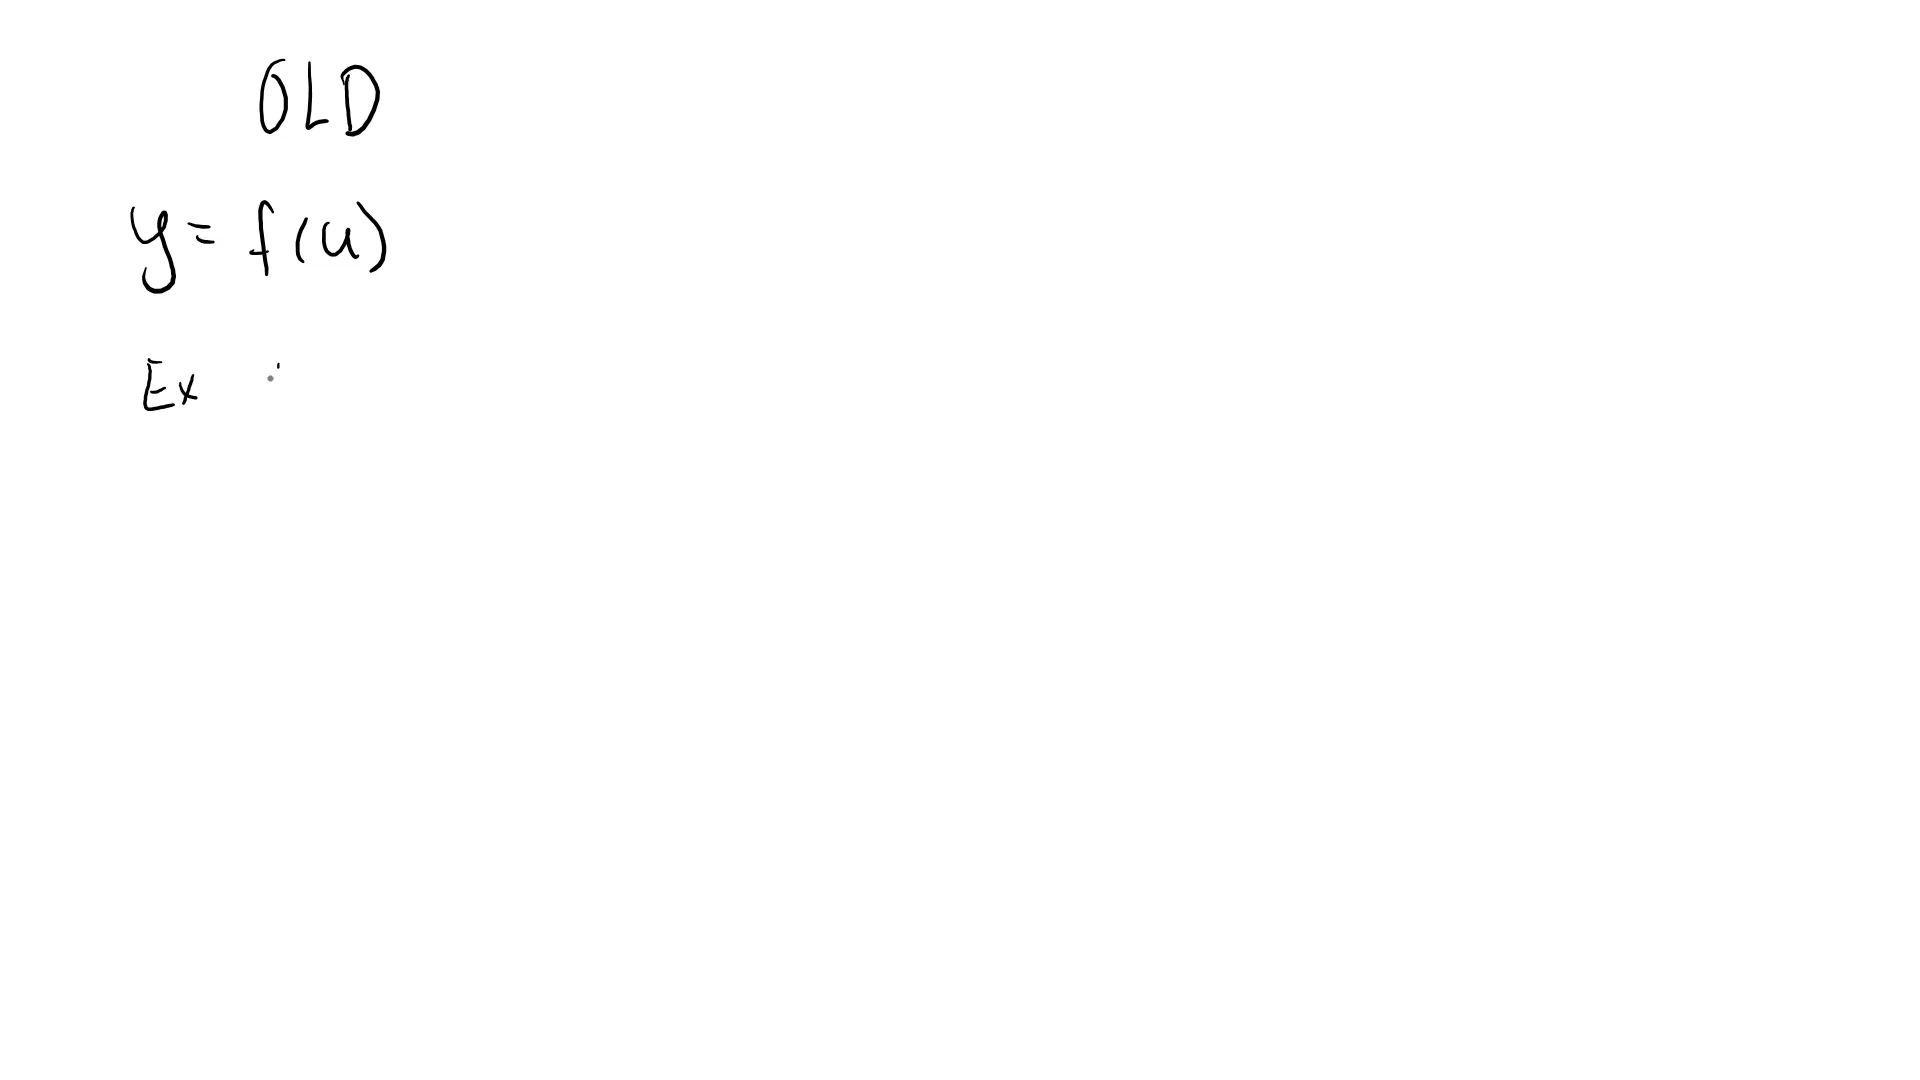 OLD
y = f(u)
Ex